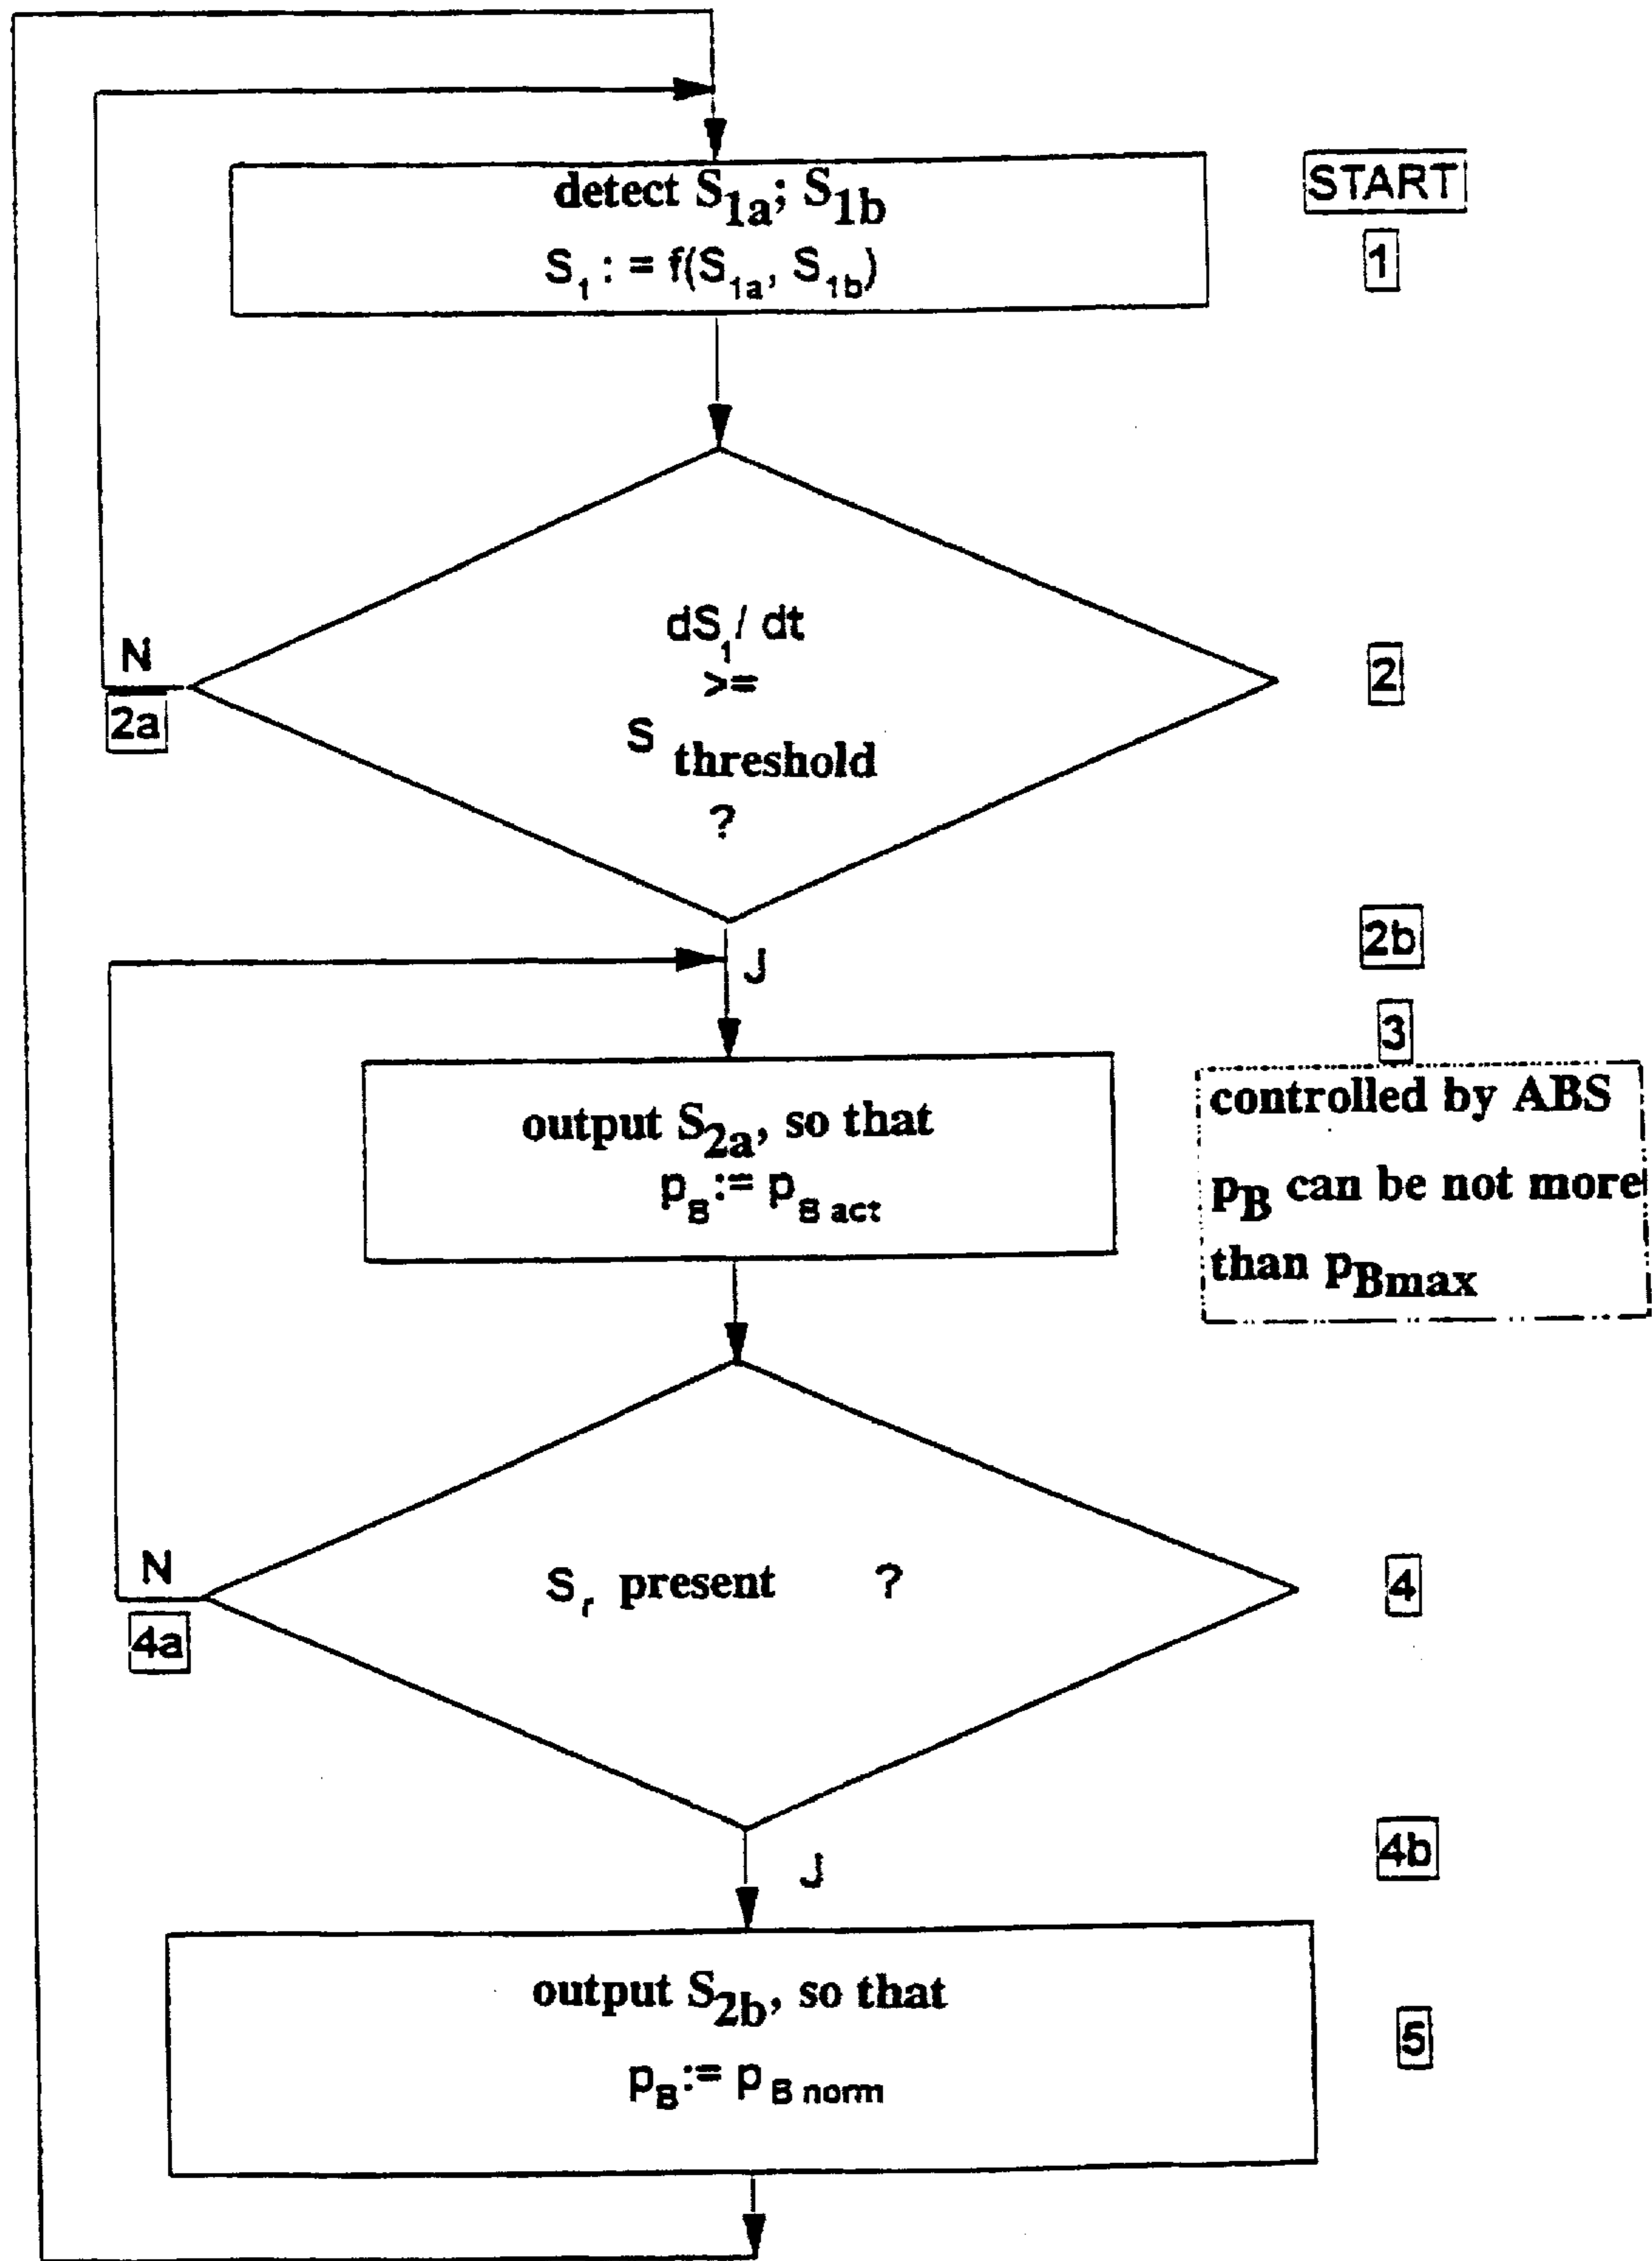 detect S1a; S1b
START
S1 : = f(S1a, S1b)
1
dS1/ dt
>=
S threshold
?
N
2a
2
2b
J
3
controlled by ABS
pB can be not more
than pBmax
output S2a, so that
pB:= pB act
Sr present ?
N
4a
4
4b
J
output S2b, so that
pB:= pB norm
5